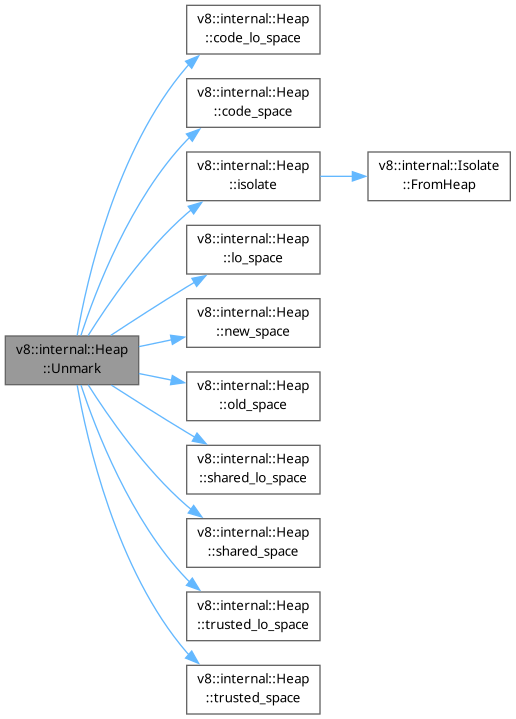 v8::internal::Heap
::code_lo_space
v8::internal::Heap
::code_space
v8::internal::Heap
::isolate
v8::internal::Isolate
::FromHeap
v8::internal::Heap
::lo_space
v8::internal::Heap
::new_space
v8::internal::Heap
::Unmark
v8::internal::Heap
::old_space
v8::internal::Heap
::shared_lo_space
v8::internal::Heap
::shared_space
v8::internal::Heap
::trusted_lo_space
v8::internal::Heap
::trusted_space